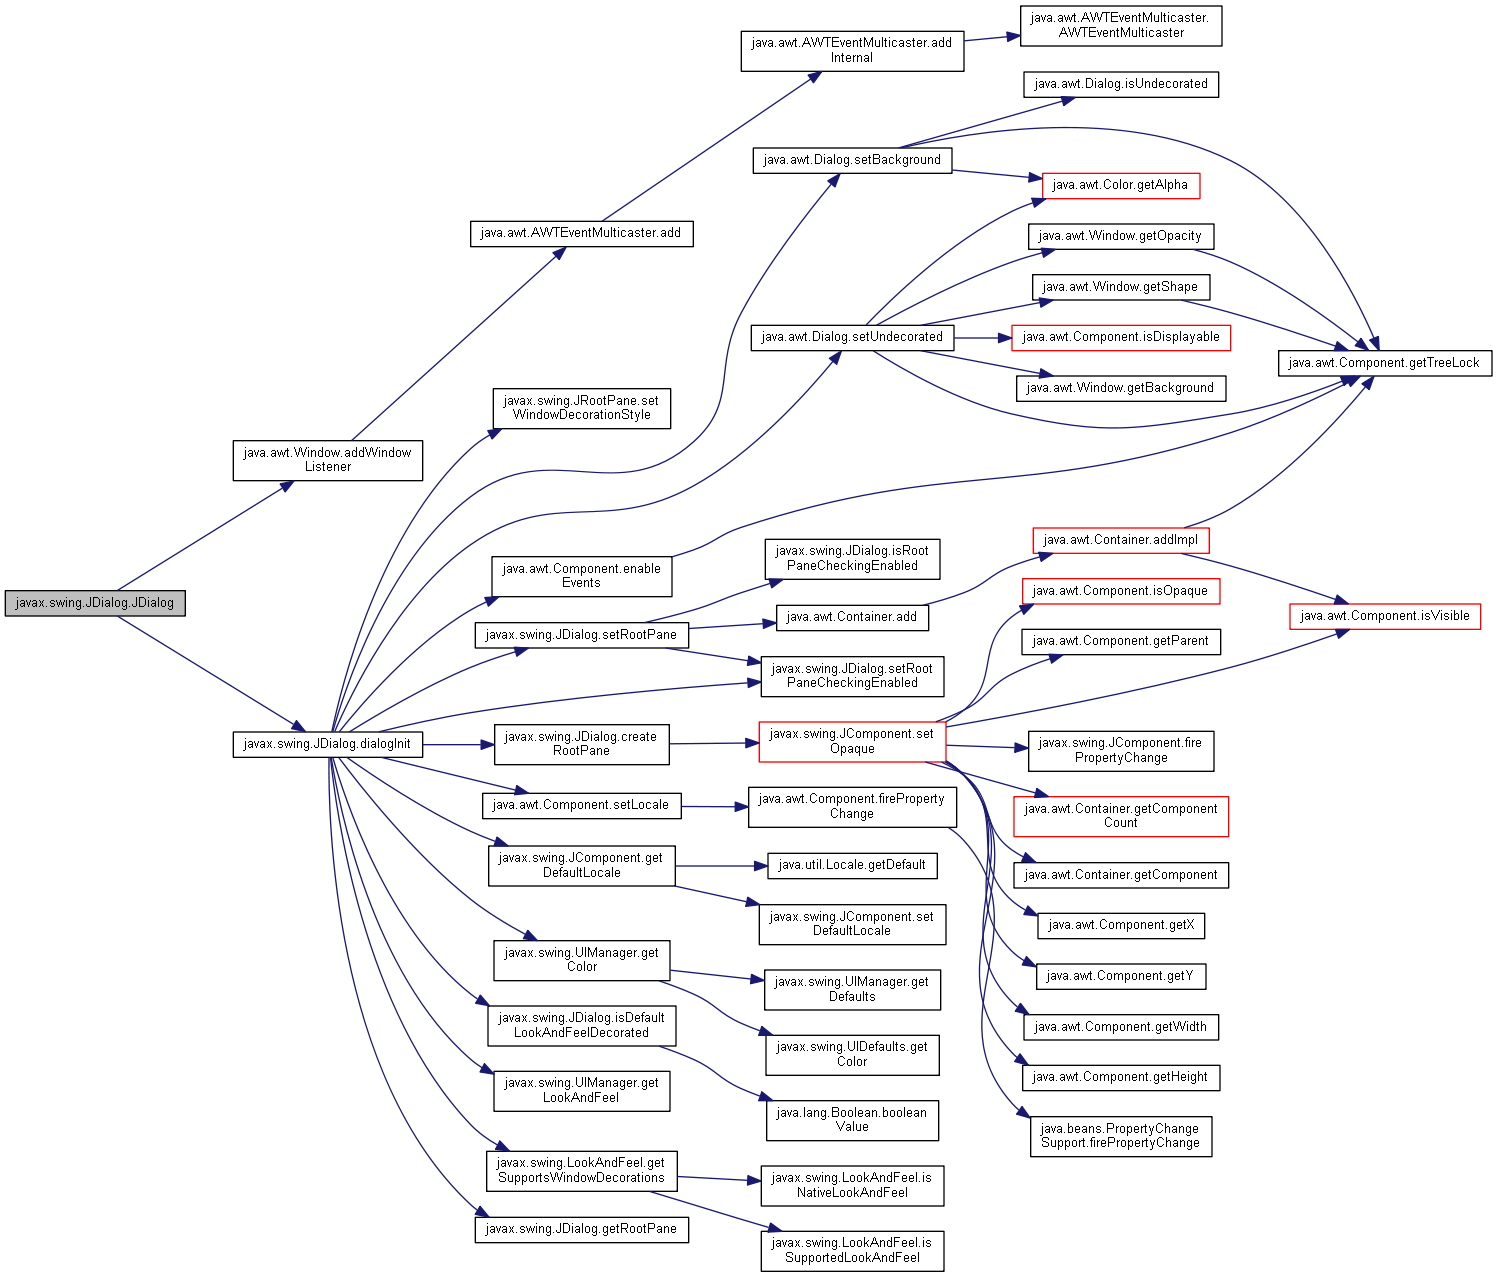 java.awt.AWTEventMulticaster.
AWTEventMulticaster
java.awt.AWTEventMulticaster.add
Internal
java.awt.Dialog.isUndecorated
java.awt.Dialog.setBackground
java.awt.Color.getAlpha
java.awt.AWTEventMulticaster.add
java.awt.Window.getOpacity
java.awt.Window.getShape
java.awt.Dialog.setUndecorated
java.awt.Component.isDisplayable
java.awt.Component.getTreeLock
java.awt.Window.getBackground
javax.swing.JRootPane.set
WindowDecorationStyle
java.awt.Window.addWindow
Listener
java.awt.Container.addImpl
javax.swing.JDialog.isRoot
PaneCheckingEnabled
java.awt.Component.enable
Events
java.awt.Component.isOpaque
javax.swing.JDialog.JDialog
java.awt.Container.add
java.awt.Component.isVisible
javax.swing.JDialog.setRootPane
java.awt.Component.getParent
javax.swing.JDialog.setRoot
PaneCheckingEnabled
javax.swing.JDialog.dialogInit
javax.swing.JDialog.create
RootPane
javax.swing.JComponent.set
Opaque
javax.swing.JComponent.fire
PropertyChange
java.awt.Component.setLocale
java.awt.Component.fireProperty
Change
java.awt.Container.getComponent
Count
javax.swing.JComponent.get
DefaultLocale
java.util.Locale.getDefault
java.awt.Container.getComponent
javax.swing.JComponent.set
DefaultLocale
java.awt.Component.getX
javax.swing.UIManager.get
Color
java.awt.Component.getY
javax.swing.UIManager.get
Defaults
javax.swing.JDialog.isDefault
LookAndFeelDecorated
java.awt.Component.getWidth
javax.swing.UIDefaults.get
Color
java.awt.Component.getHeight
javax.swing.UIManager.get
LookAndFeel
java.lang.Boolean.boolean
Value
java.beans.PropertyChange
Support.firePropertyChange
javax.swing.LookAndFeel.get
SupportsWindowDecorations
javax.swing.LookAndFeel.is
NativeLookAndFeel
javax.swing.JDialog.getRootPane
javax.swing.LookAndFeel.is
SupportedLookAndFeel